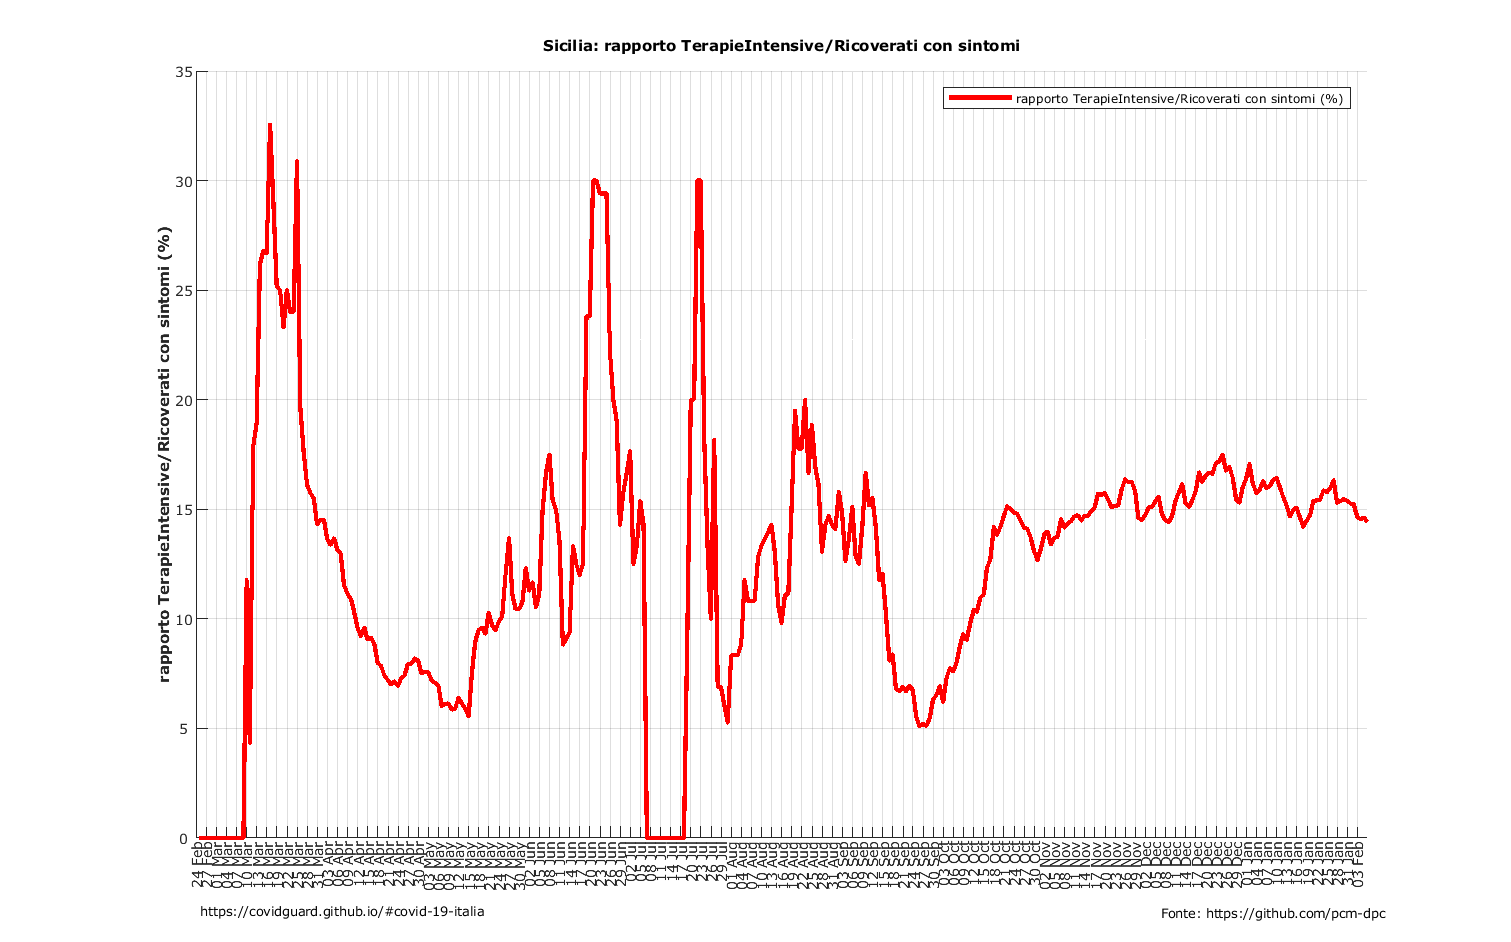 Sicilia: rapporto TerapieIntensive/Ricoverati con sintomi
rapporto TerapieIntensive/Ricoverati con sintomi (%)
rapporto TerapieIntensive/Ricoverati con sintomi (%)
35
30
25
20
15
10
5
0
24 Feb
27 Feb
01 Mar
04 Mar
07 Mar
10 Mar
13 Mar
16 Mar
19 Mar
22 Mar
25 Mar
28 Mar
31 Mar
03 Apr
06 Apr
09 Apr
12 Apr
15 Apr
18 Apr
21 Apr
24 Apr
27 Apr
30 Apr
03 May
06 May
09 May
12 May
15 May
18 May
21 May
24 May
27 May
30 May
02 Jun
05 Jun
08 Jun
11 Jun
14 Jun
17 Jun
20 Jun
23 Jun
26 Jun
29 Jun
02 Jul
05 Jul
08 Jul
11 Jul
14 Jul
17 Jul
20 Jul
23 Jul
26 Jul
29 Jul
01 Aug
04 Aug
07 Aug
10 Aug
13 Aug
16 Aug
19 Aug
22 Aug
25 Aug
28 Aug
31 Aug
03 Sep
06 Sep
09 Sep
12 Sep
15 Sep
18 Sep
21 Sep
24 Sep
27 Sep
30 Sep
03 Oct
06 Oct
09 Oct
12 Oct
15 Oct
18 Oct
21 Oct
24 Oct
27 Oct
30 Oct
02 Nov
05 Nov
08 Nov
11 Nov
14 Nov
17 Nov
20 Nov
23 Nov
26 Nov
29 Nov
02 Dec
05 Dec
08 Dec
11 Dec
14 Dec
17 Dec
20 Dec
23 Dec
26 Dec
29 Dec
01 Jan
04 Jan
07 Jan
10 Jan
13 Jan
16 Jan
19 Jan
22 Jan
25 Jan
28 Jan
31 Jan
03 Feb
https://covidguard.github.io/#covid-19-italia
Fonte: https://github.com/pcm-dpc